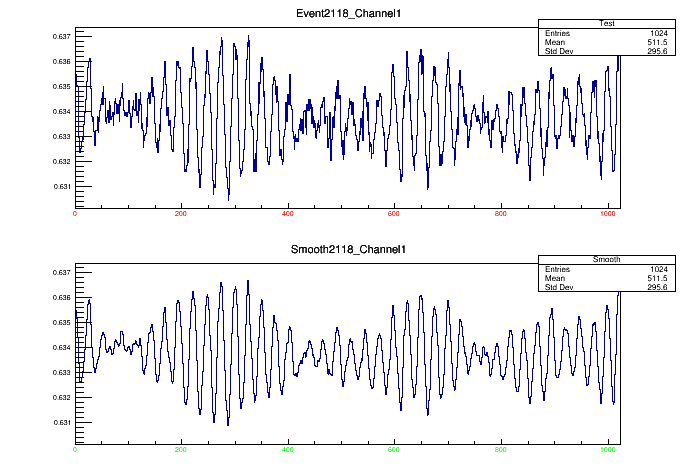 Event2118_Channel1
Test
Entries 1024
Mean 511.5
Std Dev 295.6
0.637
0.636
0.635
0.634
0.633
0.632
0.631
0 200 400 600 800 1000
Smooth2118_Channel1
Smooth
Entries 1024
Mean 511.5
Std Dev 295.6
0.637
0.636
0.635
0.634
0.633
0.632
0.631
0 200 400 600 800 1000